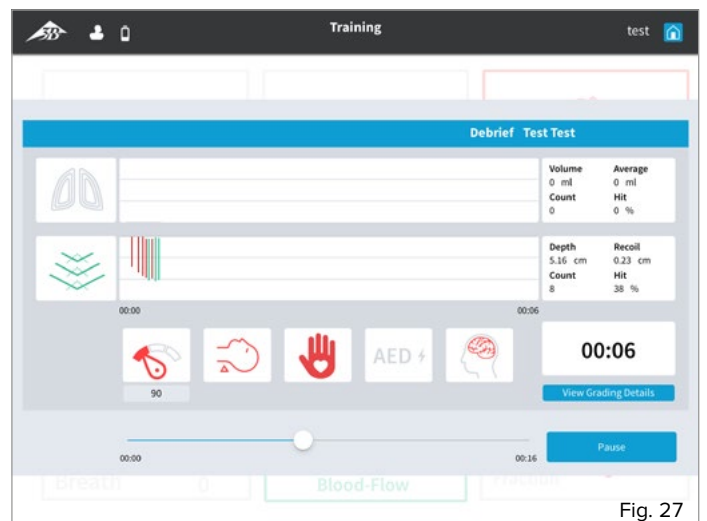 3B
Training
test
Debrief Test Test
Volume Average
0 ml 0 ml
Count Hit
0 0 %
Depth Recoil
5.16 cm 0.23 cm
Count Hit
8 38 %
00:00 00:06
AED
90
00:06
View Grading Details
00:00 00:16
Pause
Breath 0
Blood-Flow
Fraction
Fig. 27